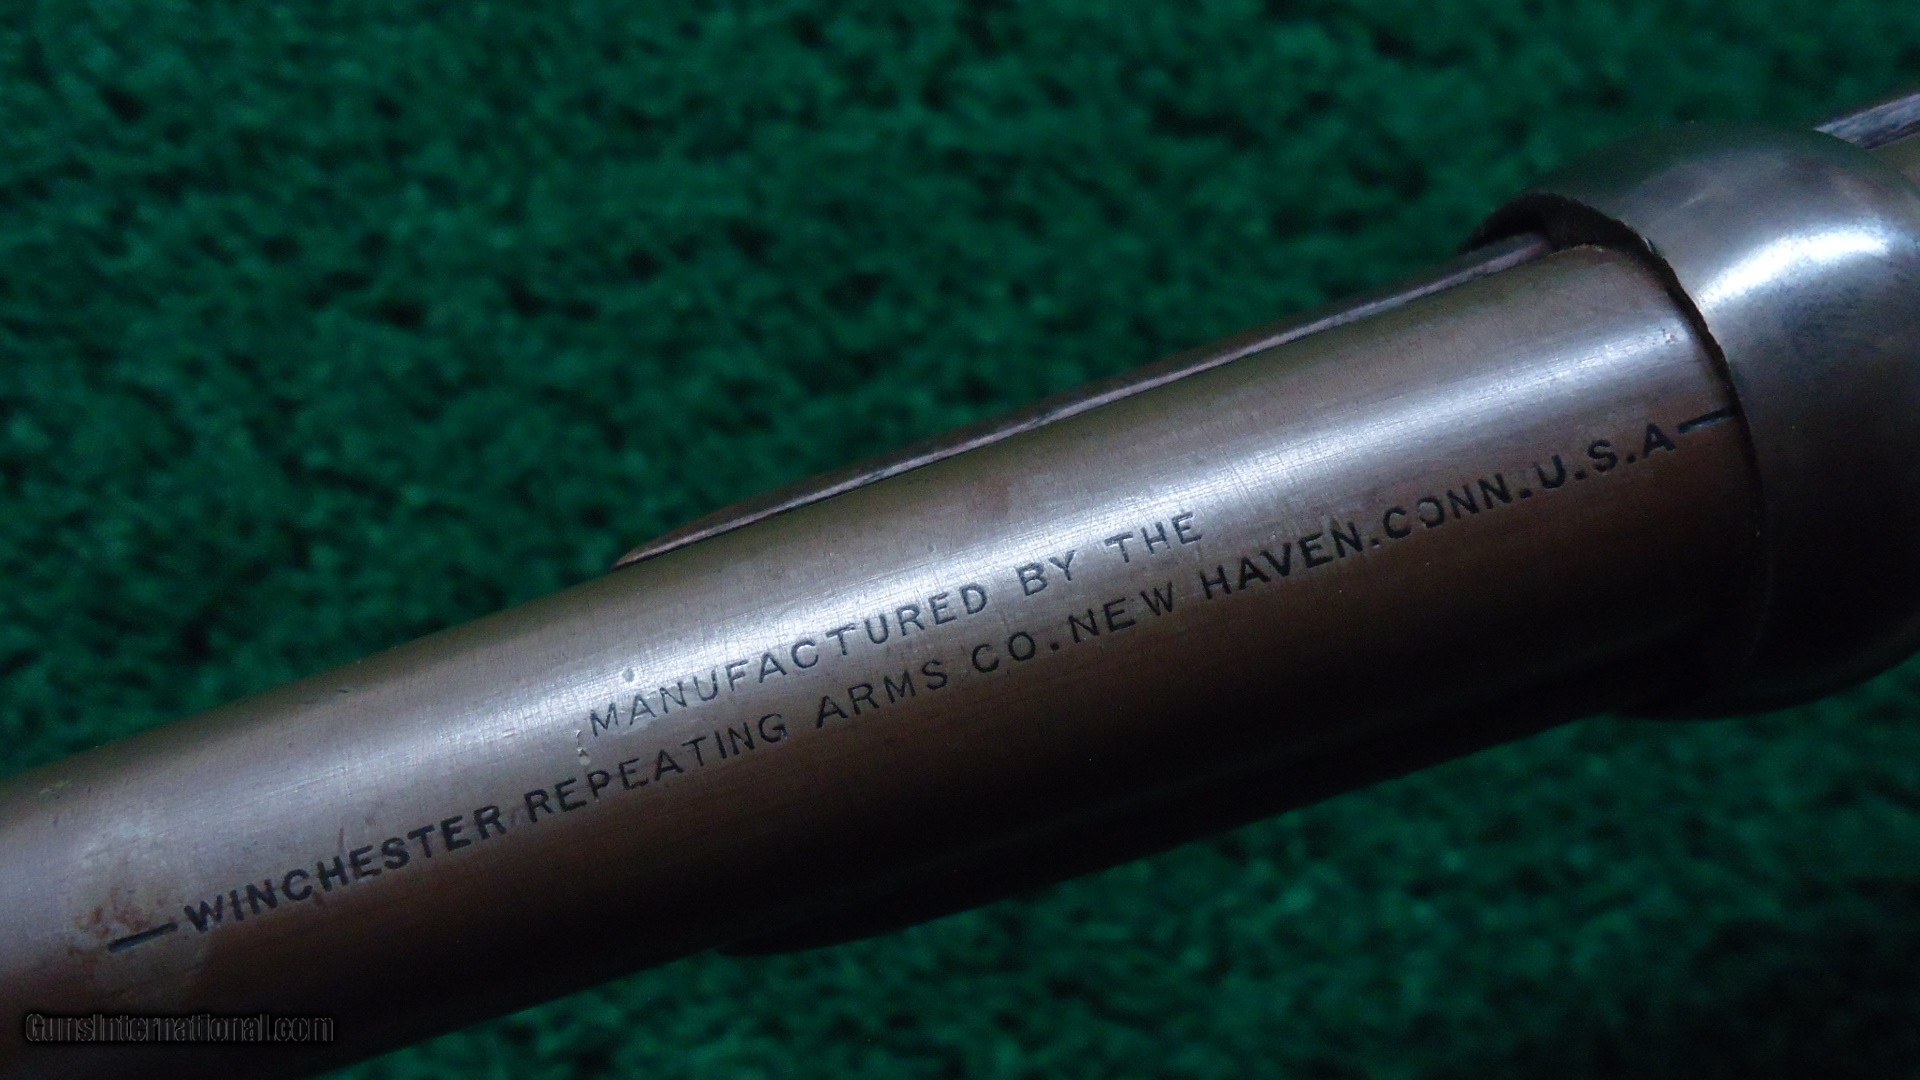 MANUFACTURED BY THE
—WINCHESTER REPEATING ARMS CO. NEW HAVEN. CONN. U.S.A—
GunsInternational.com